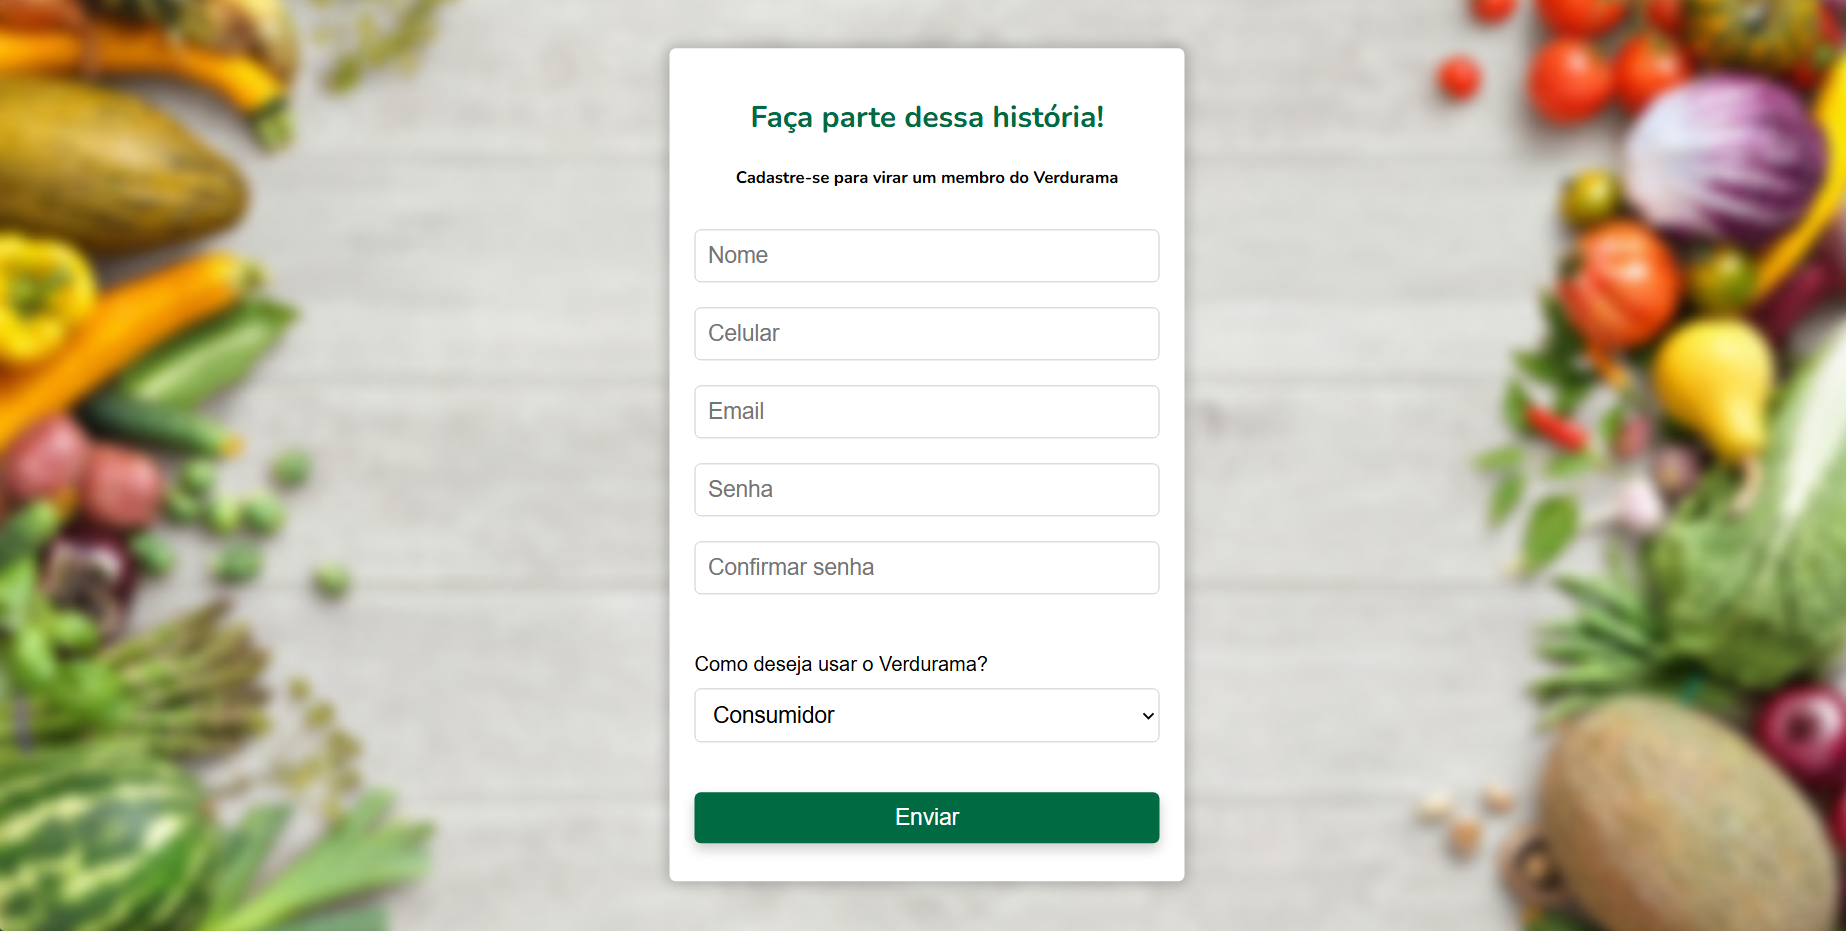 Faça parte dessa história!
Cadastre-se para virar um membro do Verdurama
Nome
Celular
Email
Senha
Confirmar senha
Como deseja usar o Verdurama?
Consumidor
Enviar